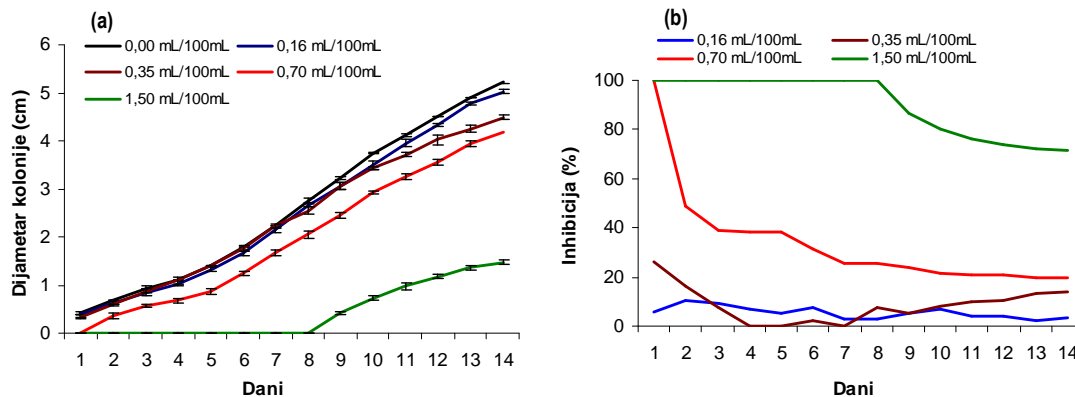 (a)
0,00 mL/100mL 0,16 mL/100mL
0,35 mL/100mL 0,70 mL/100mL
1,50 mL/100mL
Dijametar kolonije (cm)
6
5
4
3
2
1
0
1 2 3 4 5 6 7 8 9 10 11 12 13 14
Dani
(b)
0,16 mL/100mL 0,35 mL/100mL
0,70 mL/100mL 1,50 mL/100mL
Inhibicija (%)
100
80
60
40
20
0
1 2 3 4 5 6 7 8 9 10 11 12 13 14
Dani